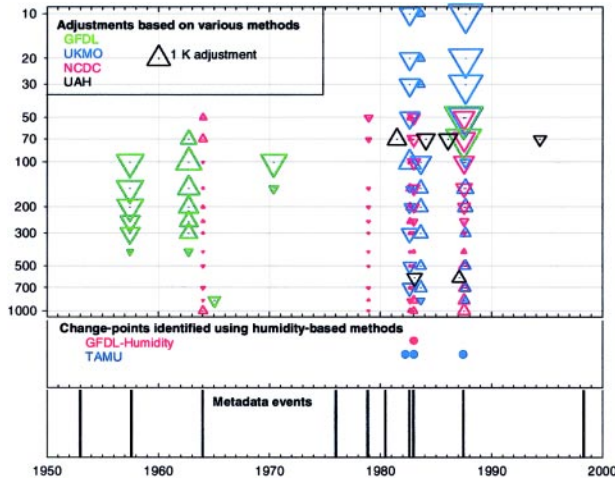 Adjustments based on various methods
GFDL
UKMO
NCDC
UAH
1 K adjustment
10
20
30
50
70
100
200
300
500
700
1000
Change-points identified using humidity-based methods
GFDL-Humidity
TAMU
Metadata events
1950
1960
1970
1980
1990
2000